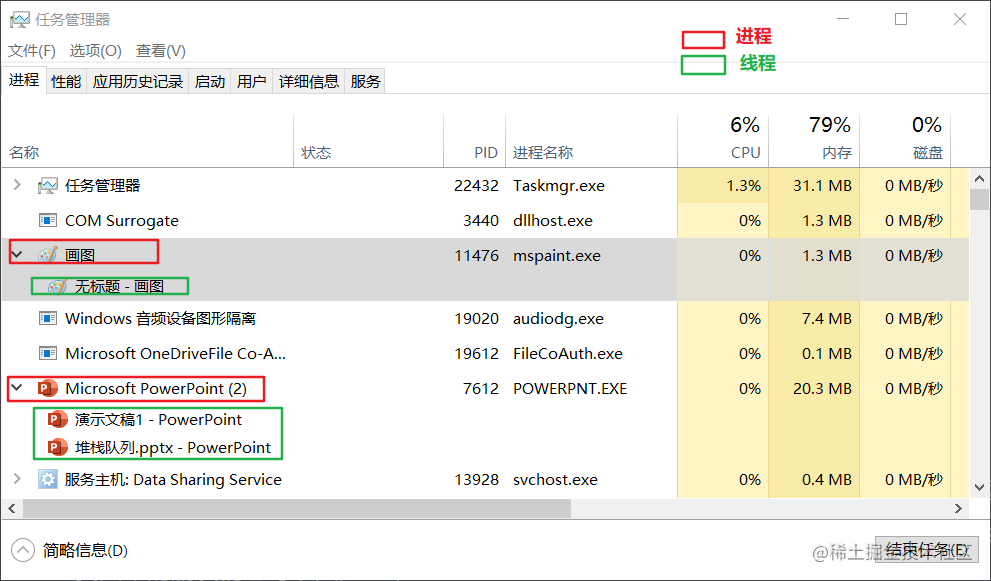 任务管理器
文件(F) 选项(O) 查看(V)
进程
线程
进程 性能 应用历史记录 启动 用户 详细信息 服务
6% 79% 0%
名称 状态 PID 进程名称 CPU 内存 磁盘
任务管理器 22432 Taskmgr.exe 1.3% 31.1 MB 0 MB/秒
COM Surrogate 3440 dllhost.exe 0% 1.3 MB 0 MB/秒
画图 11476 mspaint.exe 0% 1.3 MB 0 MB/秒
无标题 - 画图
Windows 音频设备图形隔离 19020 audiodg.exe 0% 7.4 MB 0 MB/秒
Microsoft OneDriveFile Co-A... 19612 FileCoAuth.exe 0% 0.1 MB 0 MB/秒
Microsoft PowerPoint (2) 7612 POWERPNT.EXE 0% 20.3 MB 0 MB/秒
演示文稿1 - PowerPoint
堆栈队列.pptx - PowerPoint
服务主机: Data Sharing Service 13928 svchost.exe 0% 0.4 MB 0 MB/秒
简略信息(D) 结束任务(E)
@稀土掘金技术社区